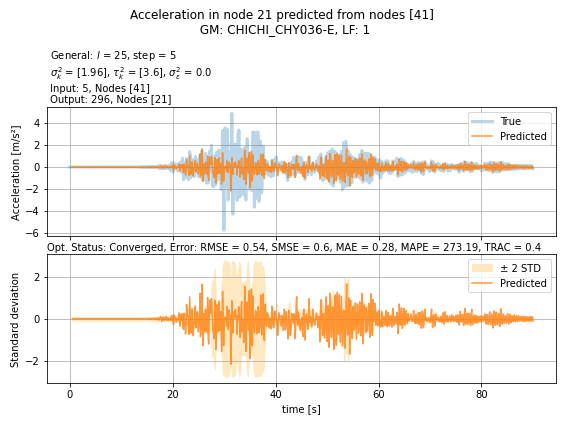 Acceleration in node 21 predicted from nodes [41]
GM: CHICHI_CHY036-E, LF: 1
General: l = 25, step = 5
σ²ₖ = [1.96], τ²ₖ = [3.6], σ²ε = 0.0
Input: 5, Nodes [41]
Output: 296, Nodes [21]
Acceleration [m/s²]
4
2
0
−2
−4
−6
True
Predicted
Opt. Status: Converged, Error: RMSE = 0.54, SMSE = 0.6, MAE = 0.28, MAPE = 273.19, TRAC = 0.4
Standard deviation
2
0
−2
± 2 STD
Predicted
0 20 40 60 80
time [s]